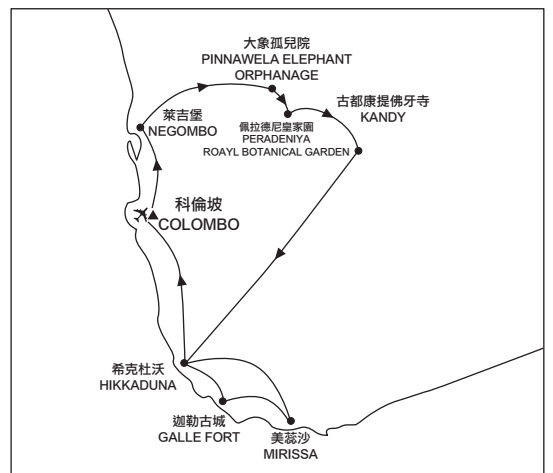 大象孤兒院
PINNAWELA ELEPHANT
ORPHANAGE
古都康提佛牙寺
KANDY
萊吉堡
NEGOMBO
佩拉德尼皇家園
PERADENIYA
ROAYL BOTANICAL GARDEN
科倫坡
COLOMBO
希克杜沃
HIKKADUNA
迦勒古城
GALLE FORT
美蕊沙
MIRISSA